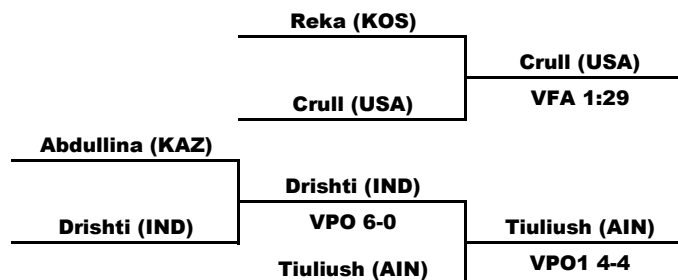 Reka (KOS)
Crull (USA)
VFA 1:29
Crull (USA)
Abdullina (KAZ)
Drishti (IND)
VPO 6-0
Drishti (IND)
Tiuliush (AIN)
VPO1 4-4
Tiuliush (AIN)